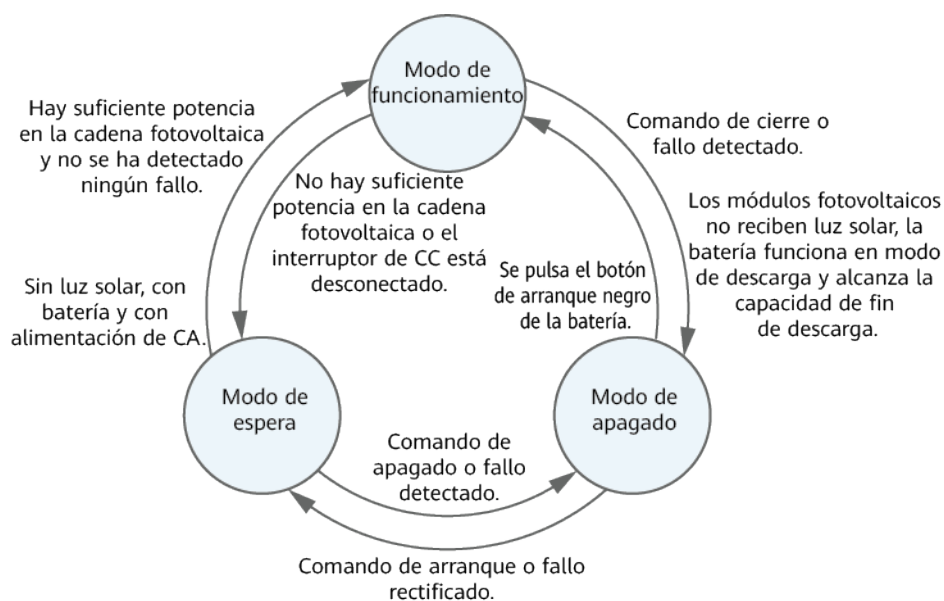 Modo de
funcionamiento
Hay suficiente potencia
en la cadena fotovoltaica
y no se ha detectado
ningún fallo.
Comando de cierre o
fallo detectado.
No hay suficiente
potencia en la cadena
fotovoltaica o el
interruptor de CC está
desconectado.
Los módulos fotovoltaicos
no reciben luz solar, la
batería funciona en modo
de descarga y alcanza la
capacidad de fin
de descarga.
Se pulsa el botón
de arranque negro
de la batería.
Sin luz solar, con
batería y con
alimentación de CA.
Modo de
espera
Modo de
apagado
Comando de
apagado o fallo
detectado.
Comando de arranque o fallo
rectificado.